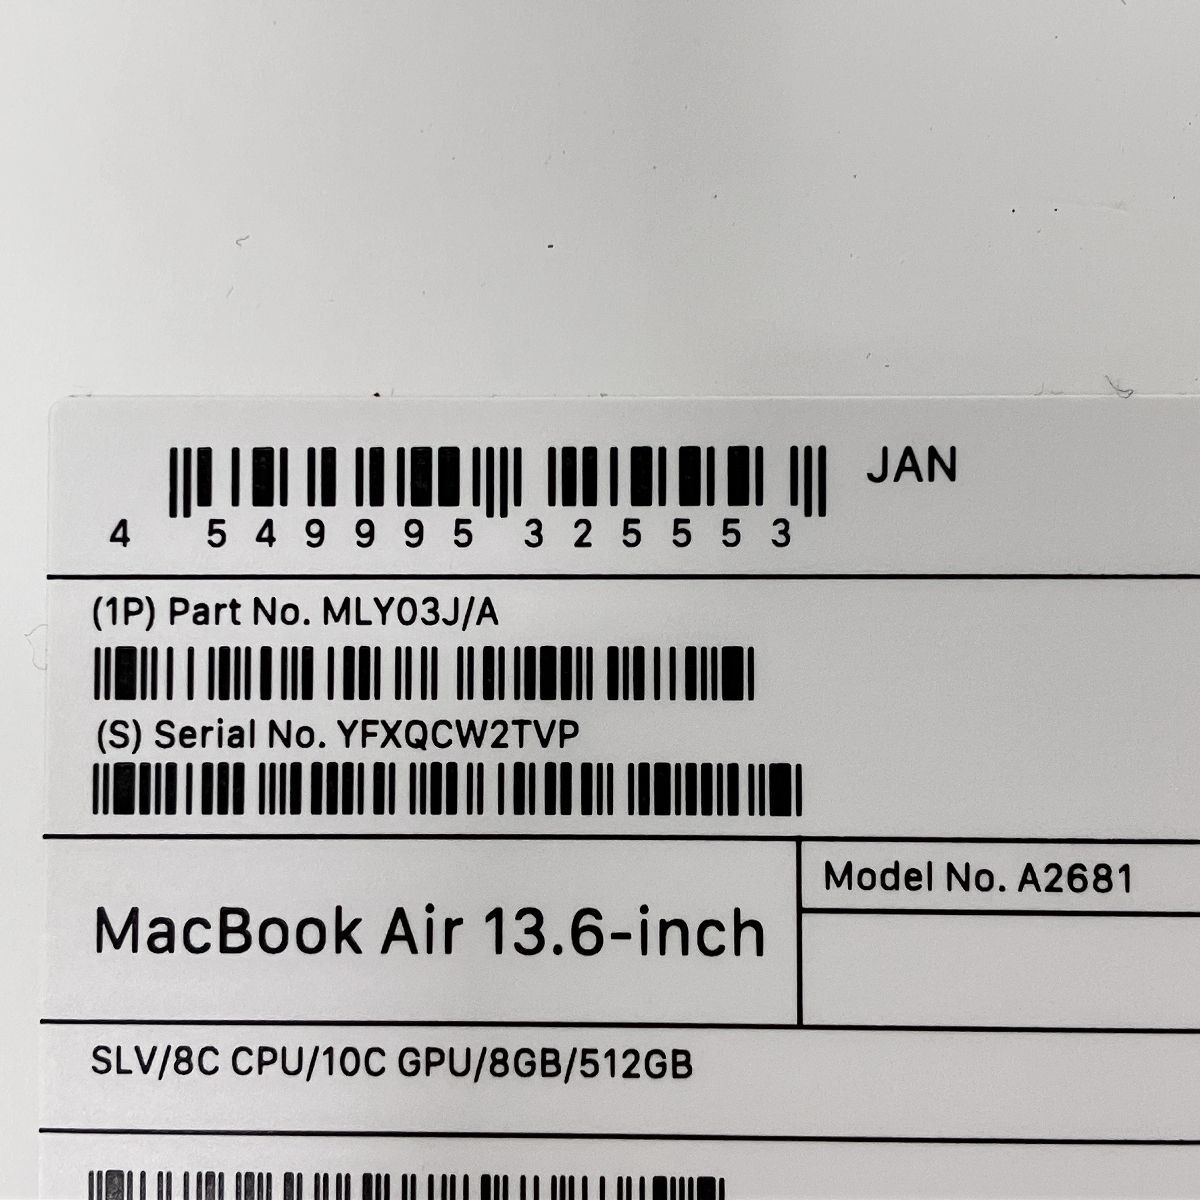 JAN
4 549995 325553
(1P) Part No. MLY03J/A
(S) Serial No. YFXQCW2TVP
Model No. A2681
MacBook Air 13.6-inch
SLV/8C CPU/10C GPU/8GB/512GB